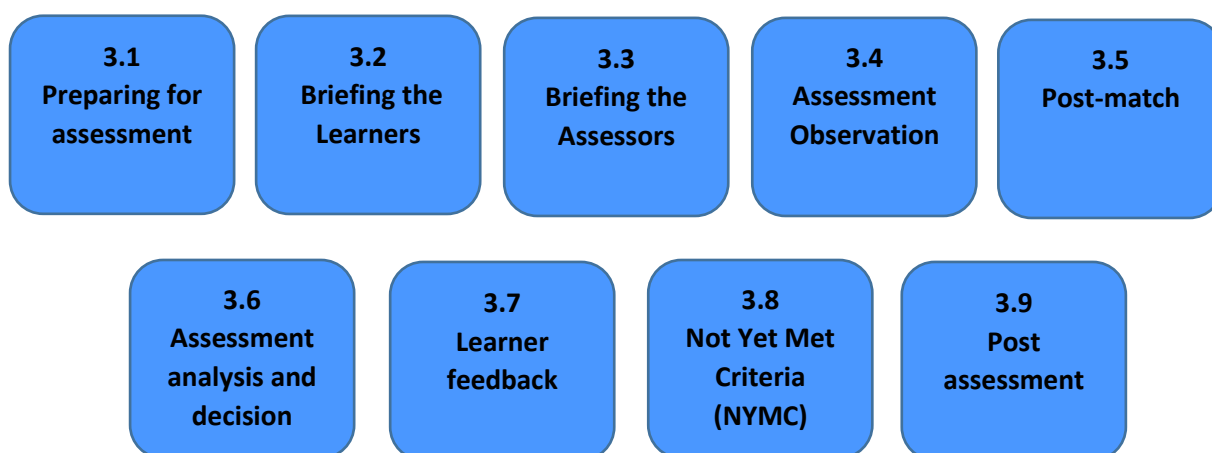 3.1
Preparing for
assessment
3.2
Briefing the
Learners
3.3
Briefing the
Assessors
3.4
Assessment
Observation
3.5
Post-match
3.6
Assessment
analysis and
decision
3.7
Learner
feedback
3.8
Not Yet Met
Criteria
(NYMC)
3.9
Post
assessment